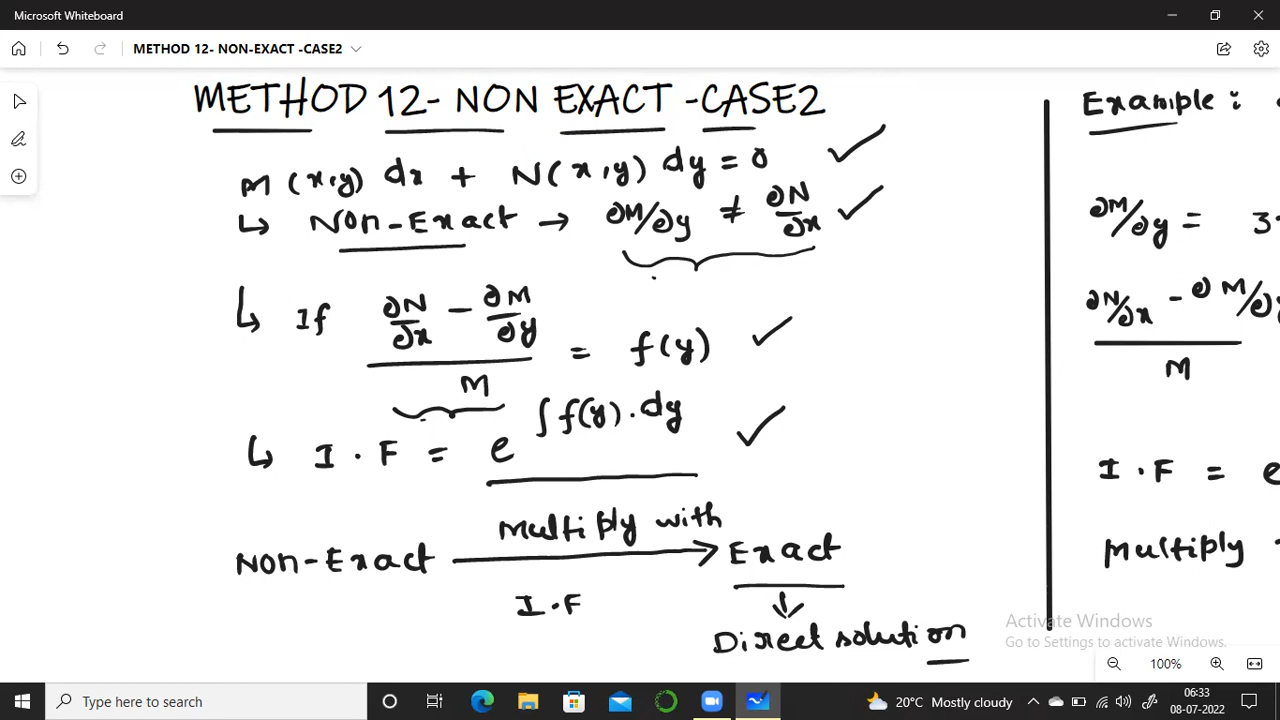 Microsoft Whiteboard
METHOD 12- NON-EXACT -CASE2
METHOD 12- NON EXACT -CASE2
M (x,y) dx + N(x,y) dy = 0
↳ Non-Exact → ∂M/∂y ≠ ∂N/∂x
↳ If (∂N/∂x − ∂M/∂y)/M = f(y)
↳ I.F = e^∫f(y).dy
Non-Exact Multiply with I.F → Exact
↓
Direct solution
Example :
∂M/∂y = 3
∂N/∂x - ∂M/∂y
M
I.F = e
Multiply
Activate Windows
Go to Settings to activate Windows.
100%
Type here to search
20°C Mostly cloudy
06:33
08-07-2022